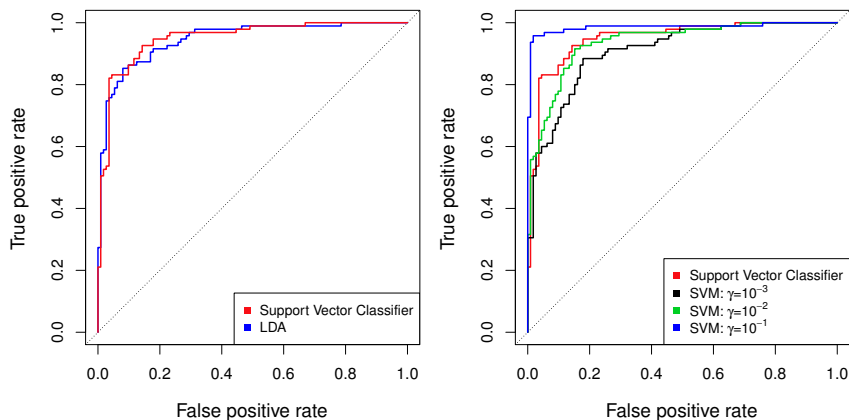 True positive rate
1.0
0.8
0.6
0.4
0.2
0.0
Support Vector Classifier
LDA
0.0 0.2 0.4 0.6 0.8 1.0
False positive rate
True positive rate
1.0
0.8
0.6
0.4
0.2
0.0
Support Vector Classifier
SVM: γ=10⁻³
SVM: γ=10⁻²
SVM: γ=10⁻¹
0.0 0.2 0.4 0.6 0.8 1.0
False positive rate